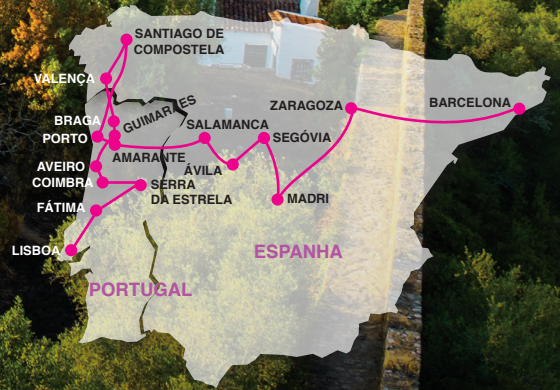 SANTIAGO DE
COMPOSTELA
VALENÇA
BRAGA
GUIMARÃES
PORTO
AMARANTE
SALAMANCA
ÁVILA
SEGÓVIA
ZARAGOZA
BARCELONA
MADRI
AVEIRO
COIMBRA
SERRA
DA ESTRELA
FÁTIMA
LISBOA
ESPANHA
PORTUGAL